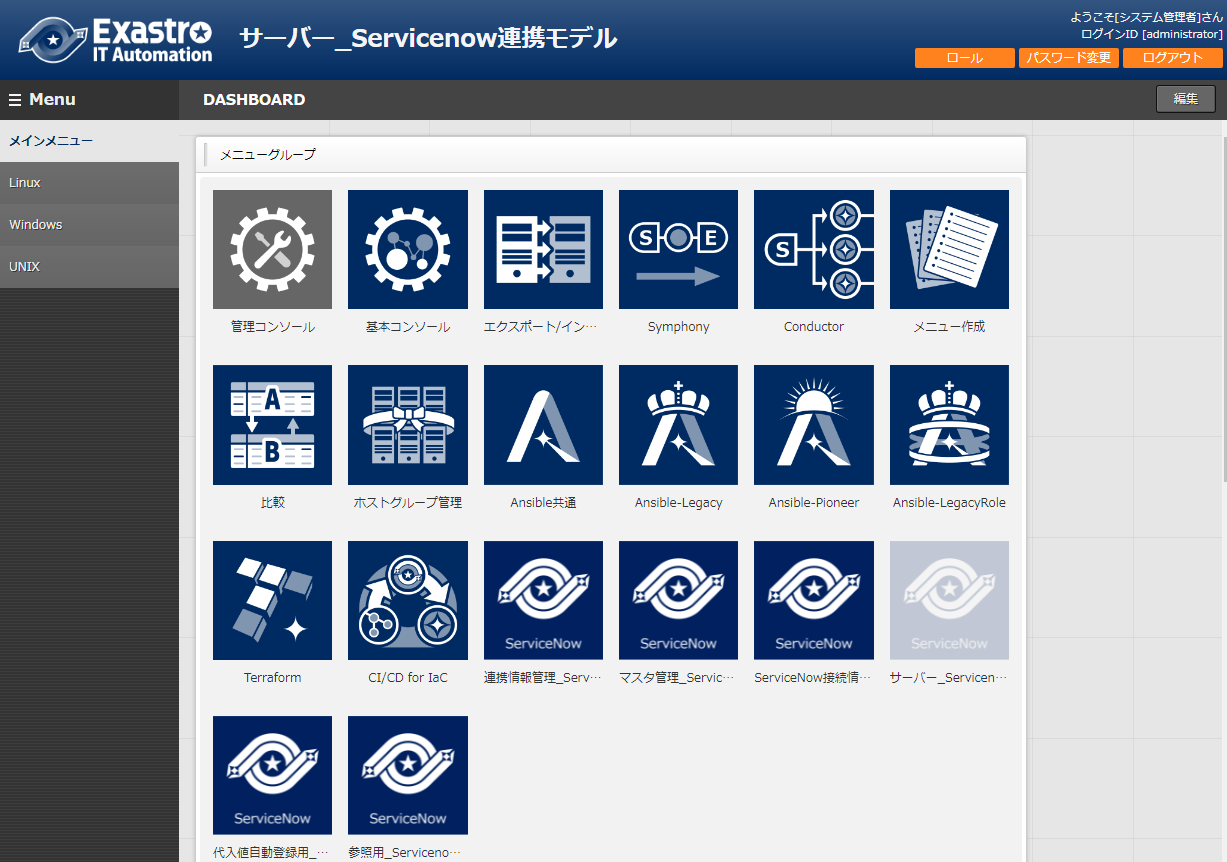 Exastro
IT Automation
サーバー_Servicenow連携モデル
ようこそ[システム管理者]さん
ログインID [administrator]
ロール
パスワード変更
ログアウト
Menu
DASHBOARD
編集
メインメニュー
Linux
Windows
UNIX
メニューグループ
S
E
S
管理コンソール
基本コンソール
エクスポート/イン…
Symphony
Conductor
メニュー作成
A
B
比較
ホストグループ管理
Ansible共通
Ansible-Legacy
Ansible-Pioneer
Ansible-LegacyRole
ServiceNow
ServiceNow
ServiceNow
ServiceNow
Terraform
CI/CD for IaC
連携情報管理_Serv…
マスタ管理_Servic…
ServiceNow接続情…
サーバー_Servicen…
ServiceNow
ServiceNow
代入値自動登録用_…
参照用_Serviceno…